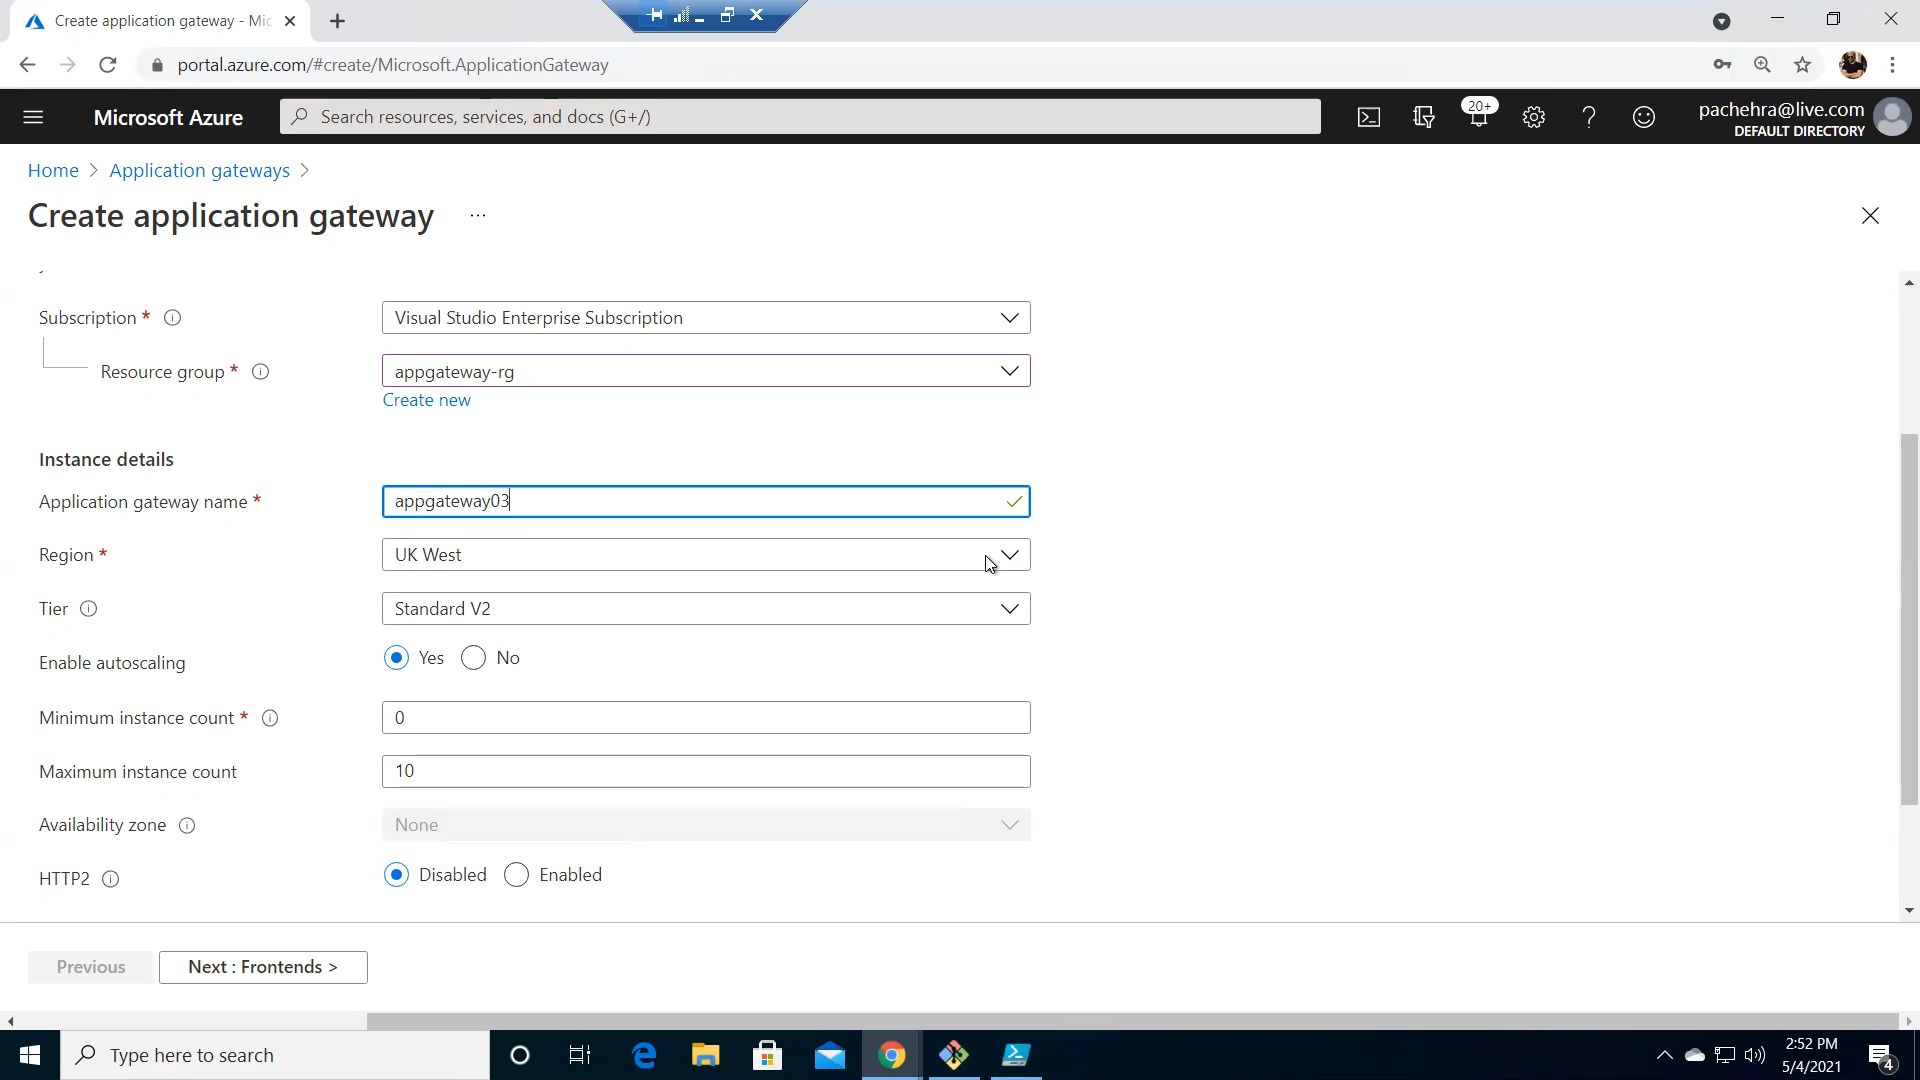 Create application gateway - Mic
portal.azure.com/#create/Microsoft.ApplicationGateway
Microsoft Azure
Search resources, services, and docs (G+/)
20+
pachehra@live.com
DEFAULT DIRECTORY
Home > Application gateways >
Create application gateway ...
Subscription *
Visual Studio Enterprise Subscription
Resource group *
appgateway-rg
Create new
Instance details
Application gateway name *
appgateway03
Region *
UK West
Tier
Standard V2
Enable autoscaling
Yes No
Minimum instance count *
0
Maximum instance count
10
Availability zone
None
HTTP2
Disabled Enabled
Previous
Next : Frontends >
Type here to search
2:52 PM
5/4/2021
4